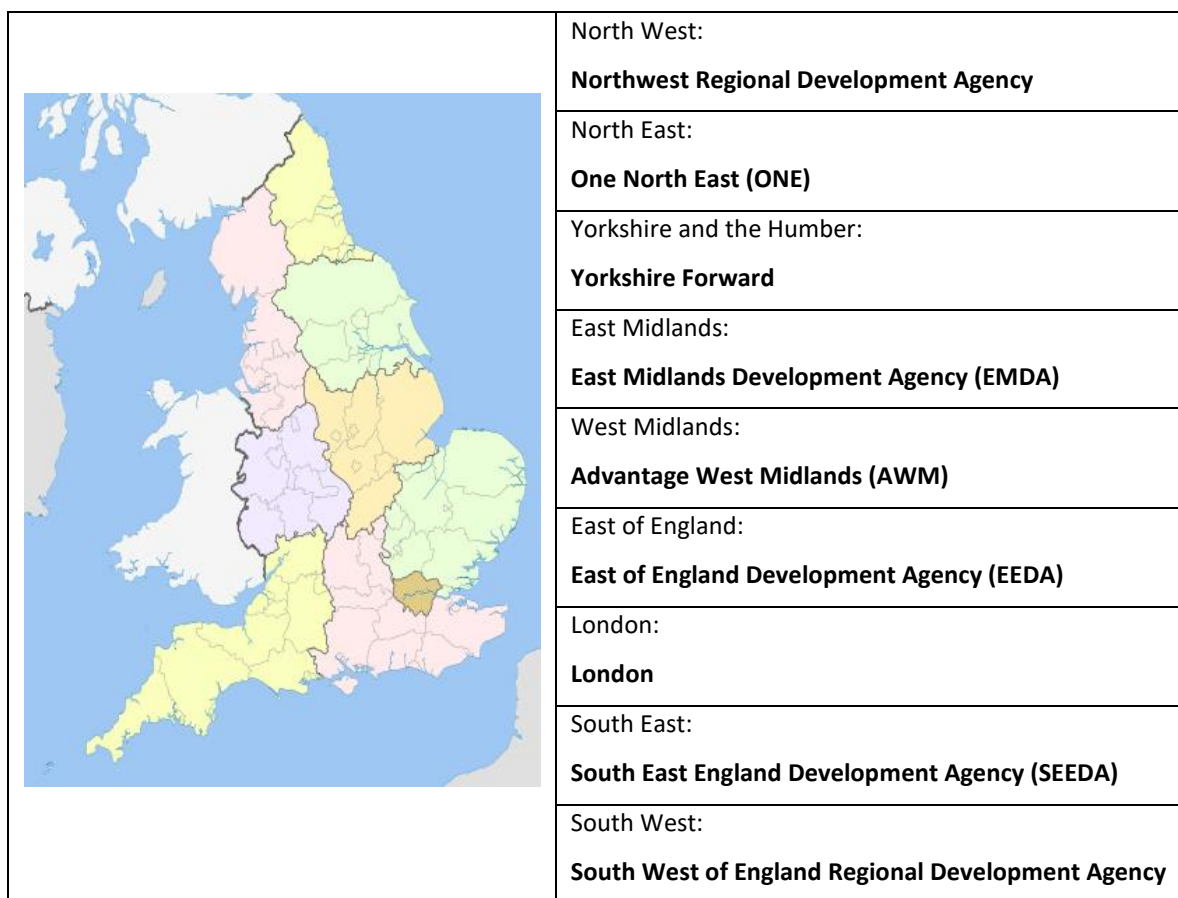 North West:
Northwest Regional Development Agency
North East:
One North East (ONE)
Yorkshire and the Humber:
Yorkshire Forward
East Midlands:
East Midlands Development Agency (EMDA)
West Midlands:
Advantage West Midlands (AWM)
East of England:
East of England Development Agency (EEDA)
London:
London
South East:
South East England Development Agency (SEEDA)
South West:
South West of England Regional Development Agency